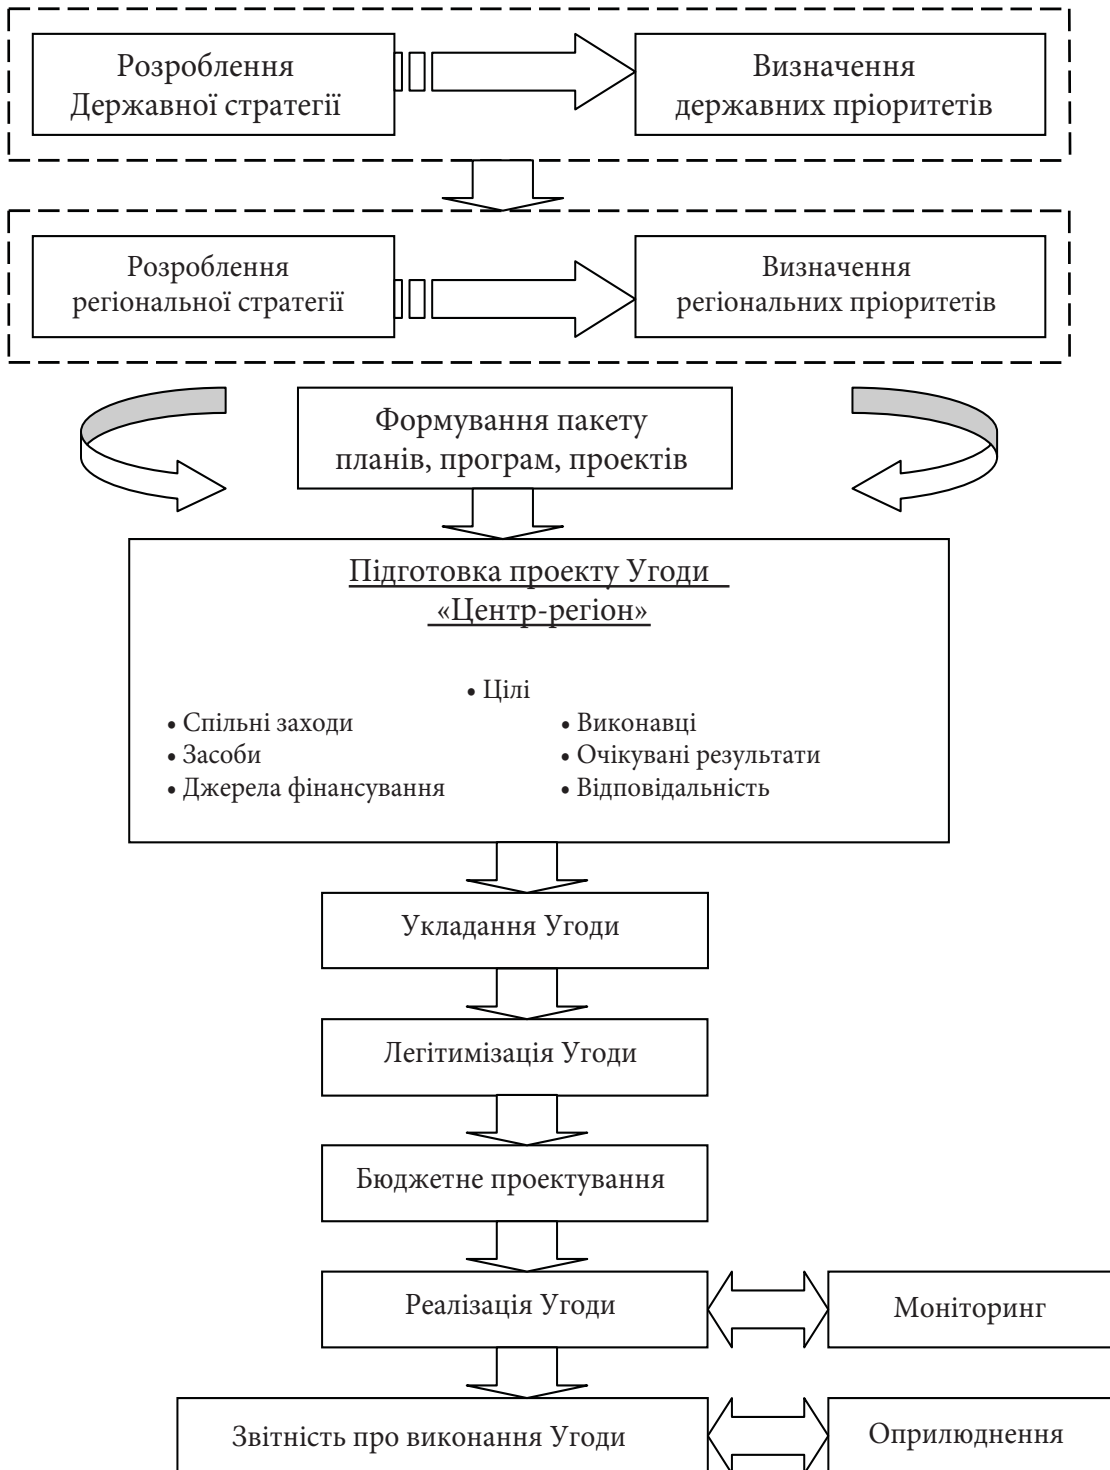 Розроблення
Державної стратегії
Визначення
державних пріоритетів
Розроблення
регіональної стратегії
Визначення
регіональних пріоритетів
Формування пакету
планів, програм, проектів
Підготовка проекту Угоди
«Центр-регіон»
• Цілі
• Спільні заходи
• Засоби
• Джерела фінансування
• Виконавці
• Очікувані результати
• Відповідальність
Укладання Угоди
Легітимізація Угоди
Бюджетне проектування
Реалізація Угоди
Моніторинг
Звітність про виконання Угоди
Оприлюднення